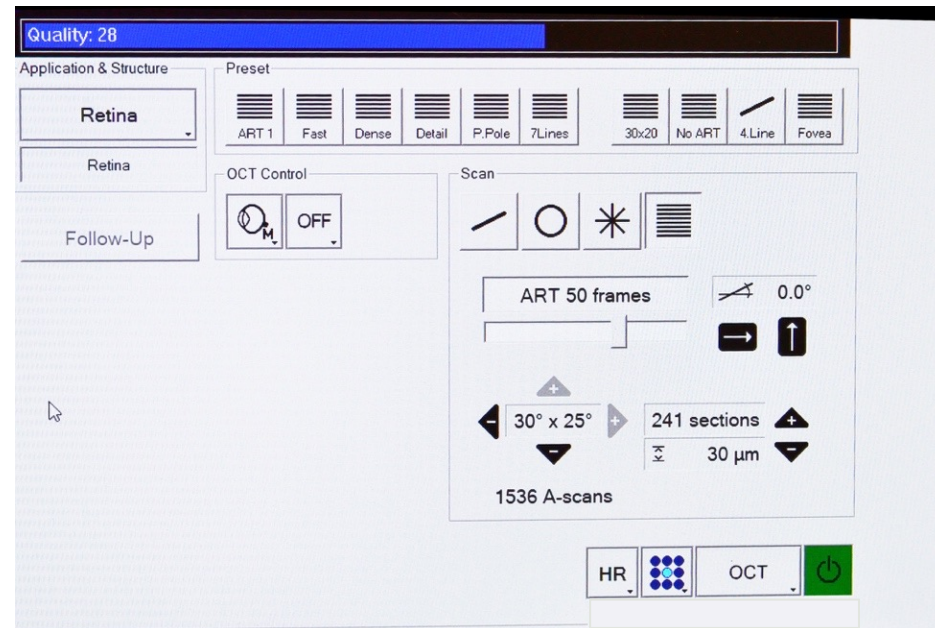 Quality: 28
Application & Structure
Preset
Retina
ART 1
Fast
Dense
Detail
P.Pole
7Lines
30x20
No ART
4.Line
Fovea
Retina
OCT Control
Scan
M
OFF
Follow-Up
ART 50 frames
0.0°
30° x 25°
241 sections
30 µm
1536 A-scans
HR
OCT